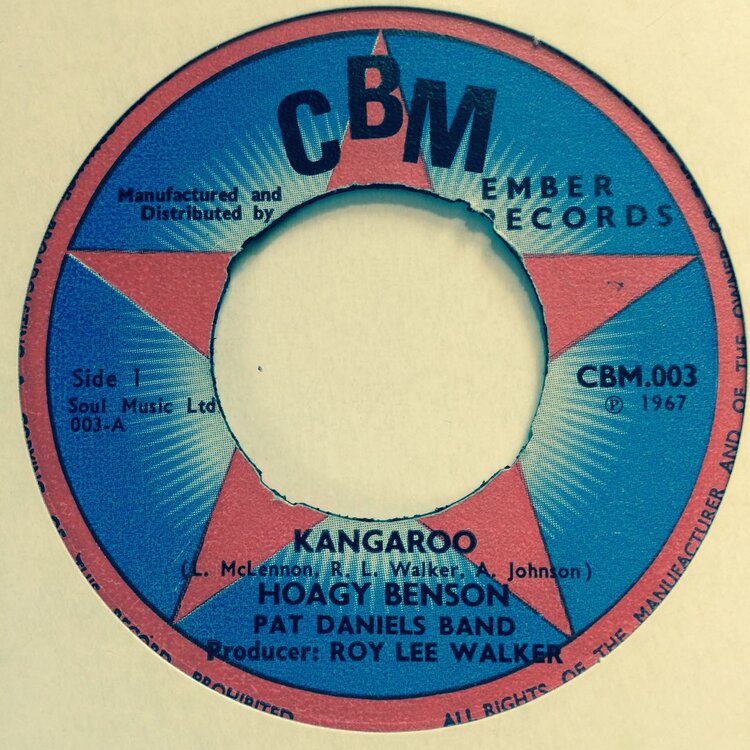 CBM
Manufactured and
Distributed by
EMBER
RECORDS
Side 1
Soul Music Ltd
003-A
CBM.003
℗ 1967
KANGAROO
(L. McLennon, R. L. Walker, A. Johnson)
HOAGY BENSON
PAT DANIELS BAND
Producer: ROY LEE WALKER
ALL RIGHTS OF THE MANUFACTURER AND OF THE OWNER OF
OF THIS RECORD PROHIBITED